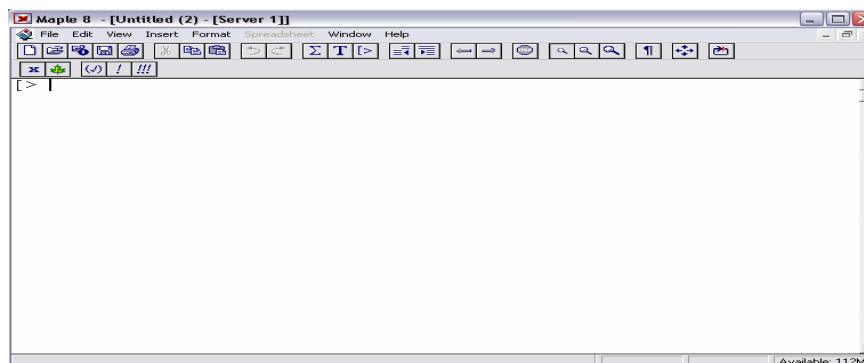 Maple 8 - [Untitled (2) - [Server 1]]
File Edit View Insert Format Spreadsheet Window Help
Σ T [>
x (√) ! !!!
[>
Available: 112M